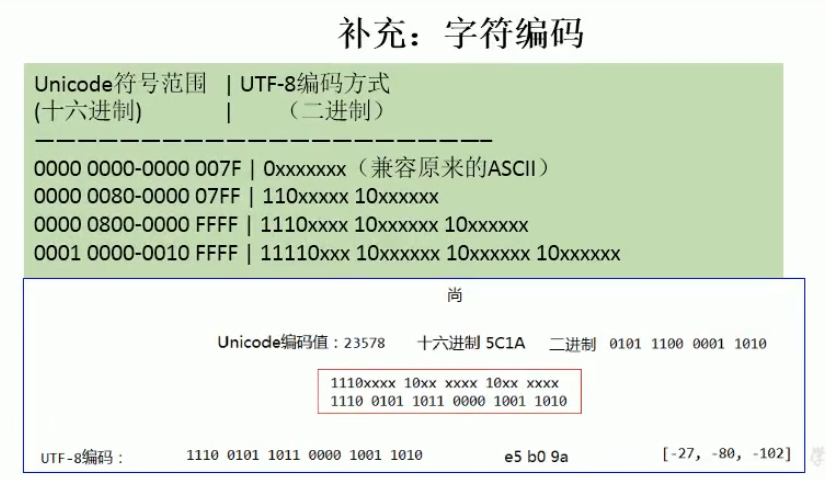 补充：字符编码
Unicode符号范围 | UTF-8编码方式
(十六进制) | （二进制）
————————————————————————–
0000 0000-0000 007F | 0xxxxxxx（兼容原来的ASCII）
0000 0080-0000 07FF | 110xxxxx 10xxxxxx
0000 0800-0000 FFFF | 1110xxxx 10xxxxxx 10xxxxxx
0001 0000-0010 FFFF | 11110xxx 10xxxxxx 10xxxxxx 10xxxxxx
尚
Unicode编码值：23578 十六进制 5C1A 二进制 0101 1100 0001 1010
1110xxxx 10xx xxxx 10xx xxxx
1110 0101 1011 0000 1001 1010
UTF-8编码： 1110 0101 1011 0000 1001 1010 e5 b0 9a [-27, -80, -102]